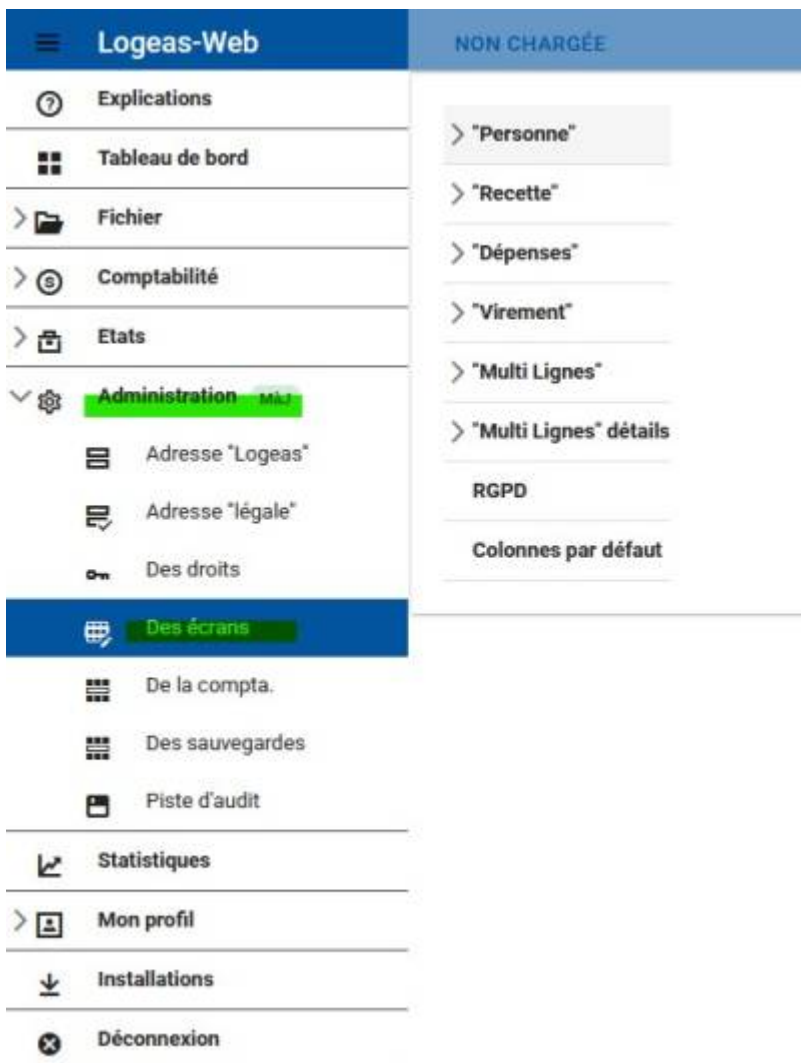 Logeas-Web
Explications
Tableau de bord
Fichier
Comptabilité
Etats
Administration MàJ
Adresse "Logeas"
Adresse "légale"
Des droits
Des écrans
De la compta.
Des sauvegardes
Piste d'audit
Statistiques
Mon profil
Installations
Déconnexion
NON CHARGÉE
"Personne"
"Recette"
"Dépenses"
"Virement"
"Multi Lignes"
"Multi Lignes" détails
RGPD
Colonnes par défaut